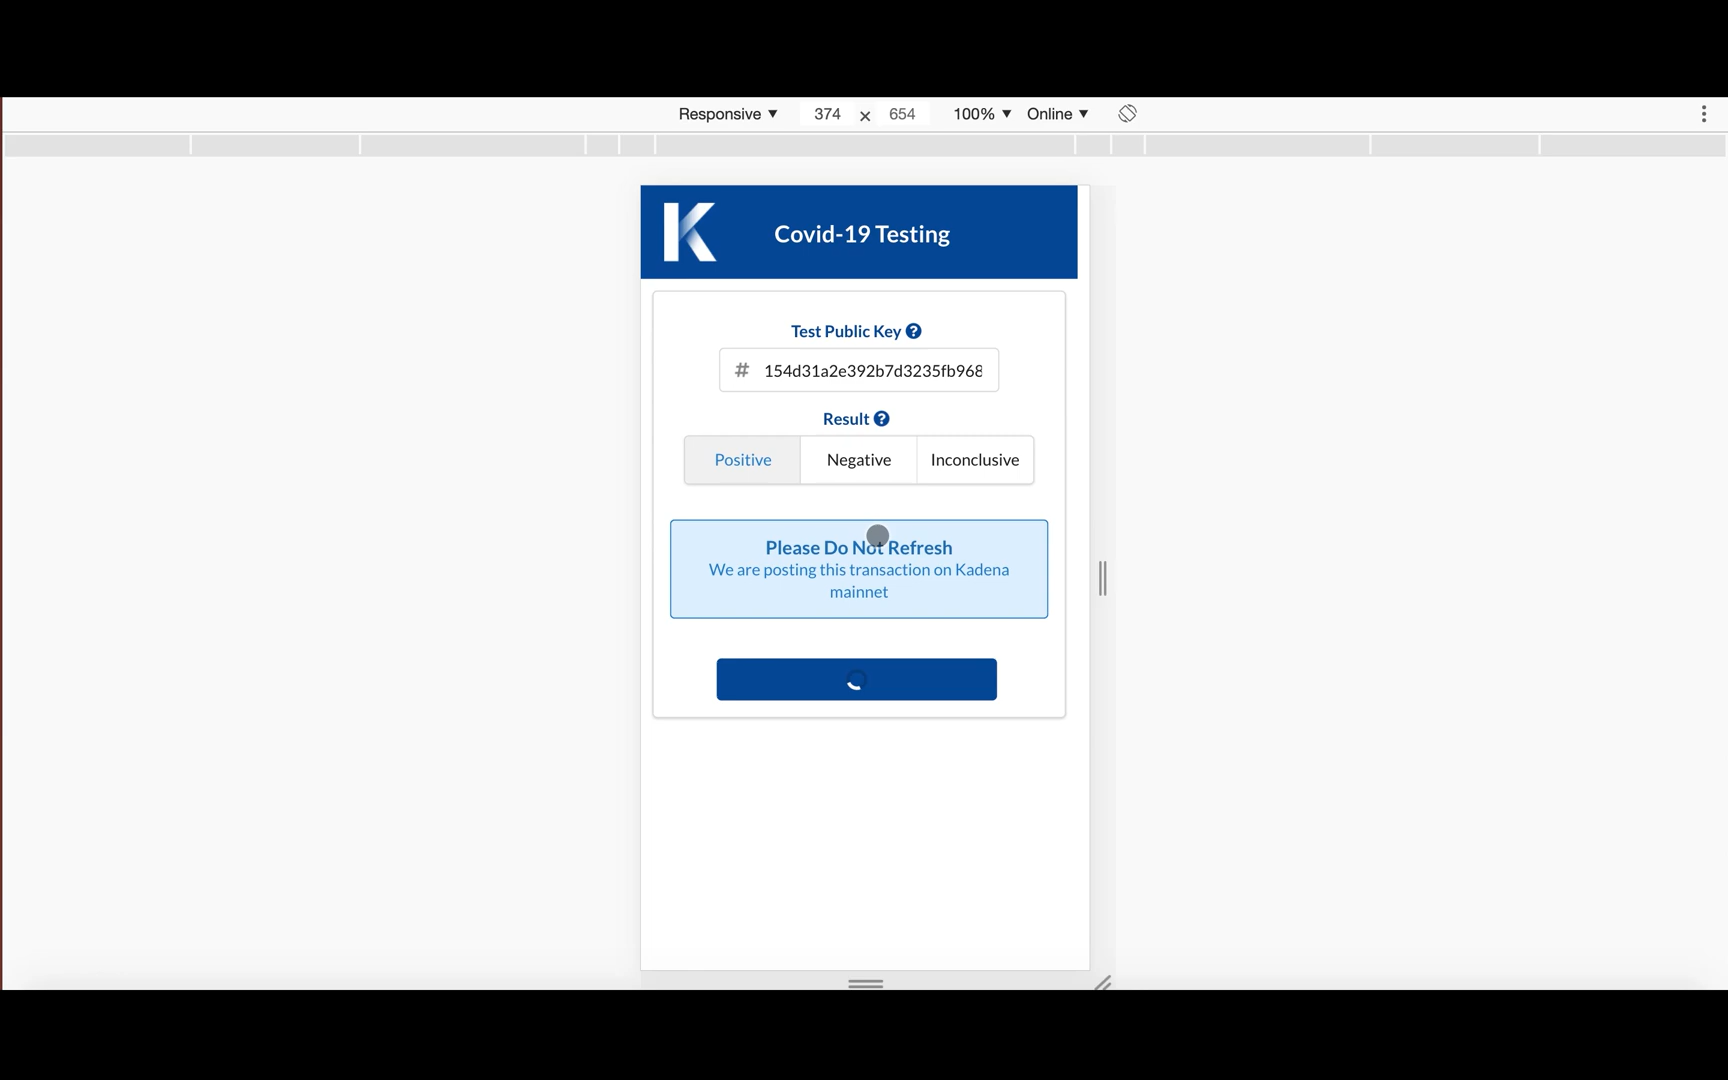 Responsive ▼ 374 × 654 100% ▼ Online ▼
K Covid-19 Testing
Test Public Key
# 154d31a2e392b7d3235fb968
Result
Positive Negative Inconclusive
Please Do Not Refresh
We are posting this transaction on Kadena
mainnet